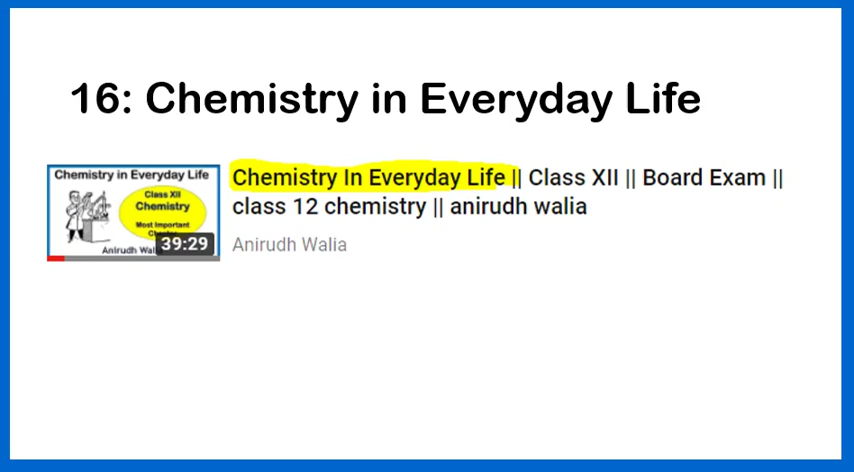 16: Chemistry in Everyday Life
Chemistry in Everyday Life
Class XII
Chemistry
Most Important
Anirudh
39:29
Chemistry In Everyday Life || Class XII || Board Exam ||
class 12 chemistry || anirudh walia
Anirudh Walia